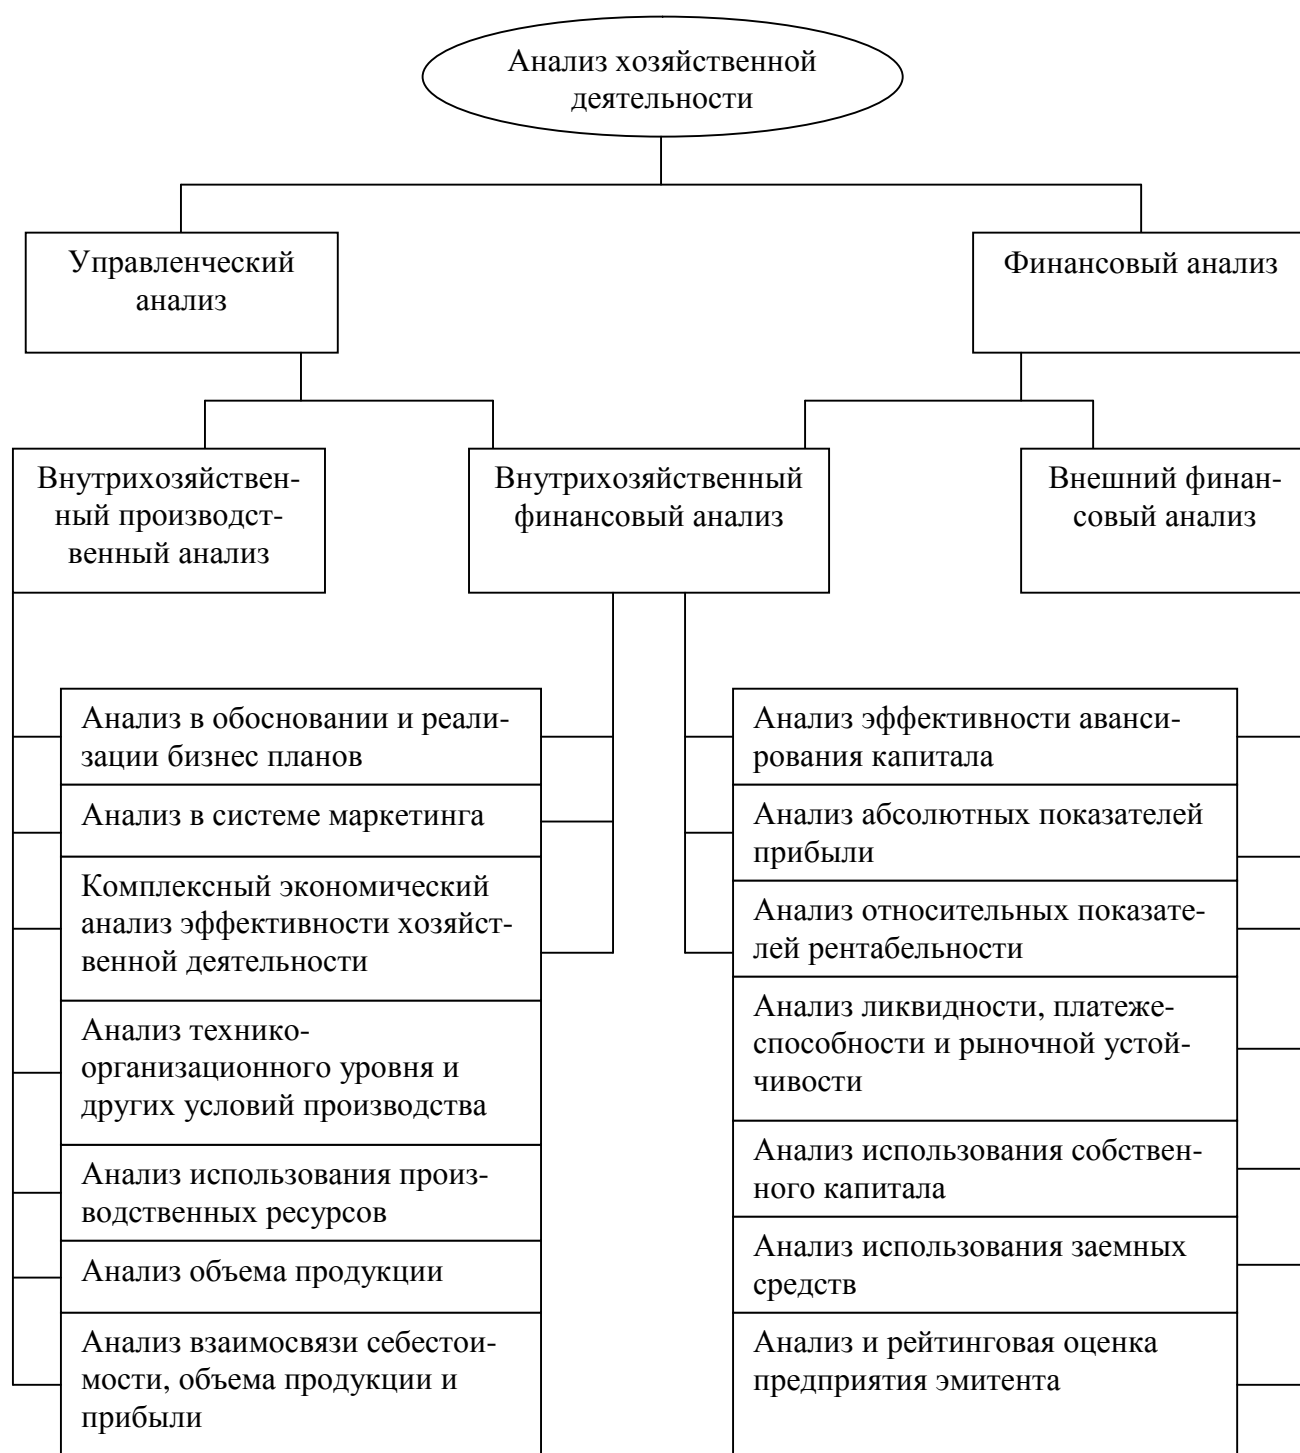 Анализ хозяйственной
деятельности
Управленческий
анализ
Финансовый анализ
Внутрихозяйствен-
ный производст-
венный анализ
Внутрихозяйственный
финансовый анализ
Внешний финан-
совый анализ
Анализ в обосновании и реали-
зации бизнес планов
Анализ в системе маркетинга
Комплексный экономический
анализ эффективности хозяйст-
венной деятельности
Анализ технико-
организационного уровня и
других условий производства
Анализ использования произ-
водственных ресурсов
Анализ объема продукции
Анализ взаимосвязи себестои-
мости, объема продукции и
прибыли
Анализ эффективности аванси-
рования капитала
Анализ абсолютных показателей
прибыли
Анализ относительных показате-
лей рентабельности
Анализ ликвидности, платеже-
способности и рыночной устой-
чивости
Анализ использования собствен-
ного капитала
Анализ использования заемных
средств
Анализ и рейтинговая оценка
предприятия эмитента